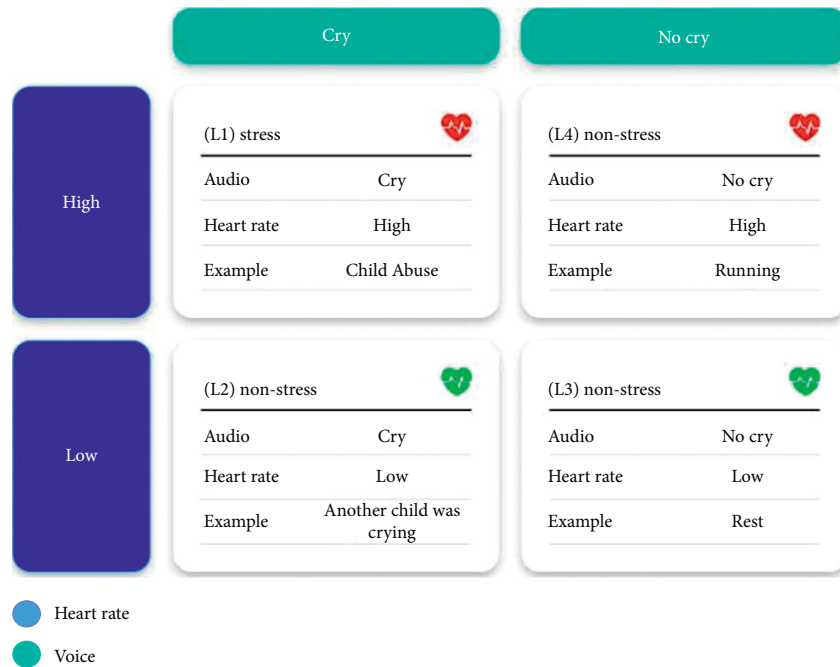 Cry
No cry
High
(L1) stress
Audio Cry
Heart rate High
Example Child Abuse
(L4) non-stress
Audio No cry
Heart rate High
Example Running
Low
(L2) non-stress
Audio Cry
Heart rate Low
Example Another child was
crying
(L3) non-stress
Audio No cry
Heart rate Low
Example Rest
Heart rate
Voice